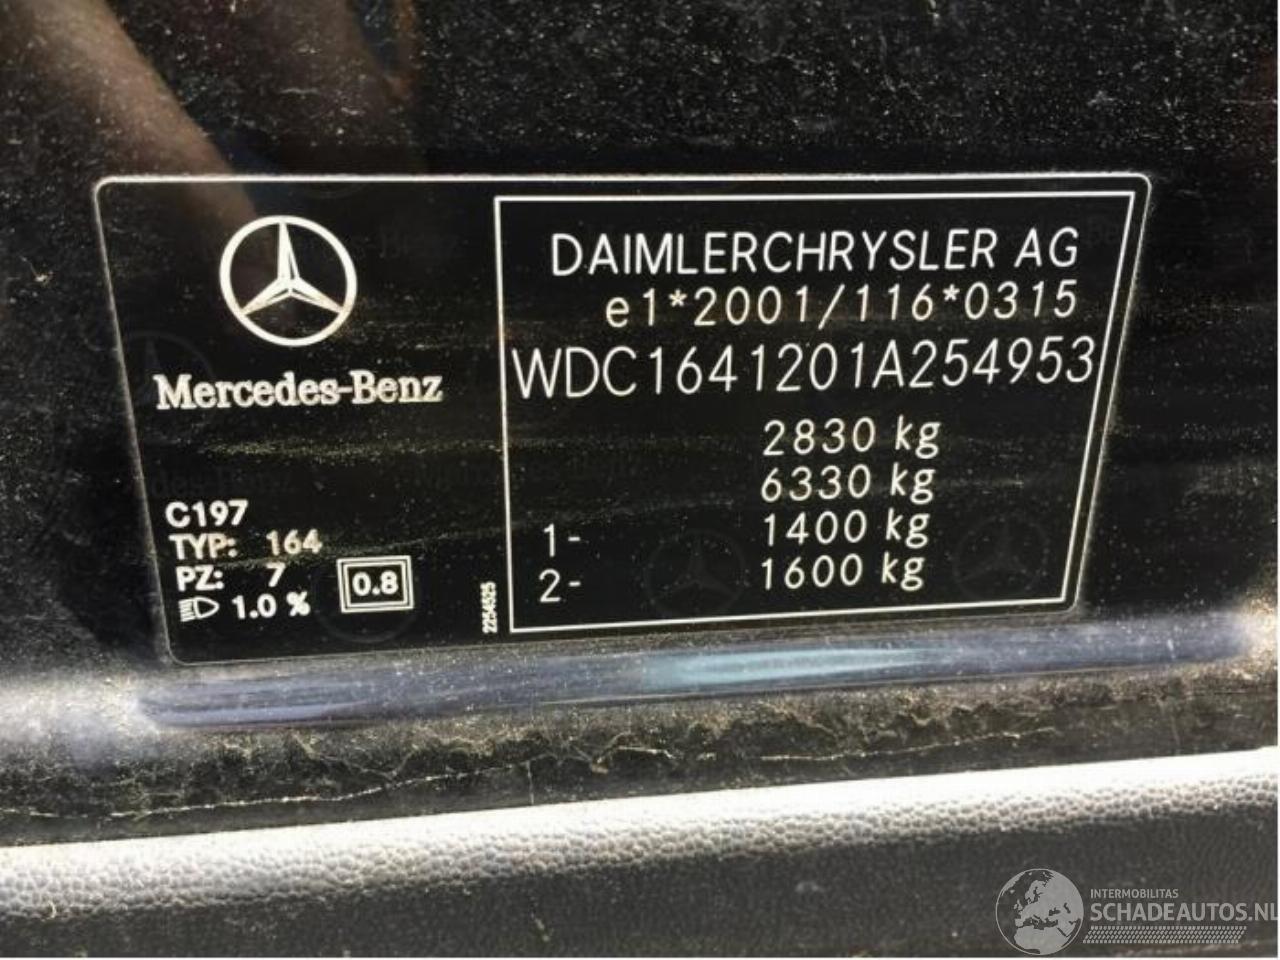 Mercedes-Benz
C197
TYP: 164
PZ: 7
1.0 %
0.8
2254525
DAIMLERCHRYSLER AG
e1*2001/116*0315
WDC1641201A254953
2830 kg
6330 kg
1- 1400 kg
2- 1600 kg
INTERMOBILITAS
SCHADEAUTOS.NL